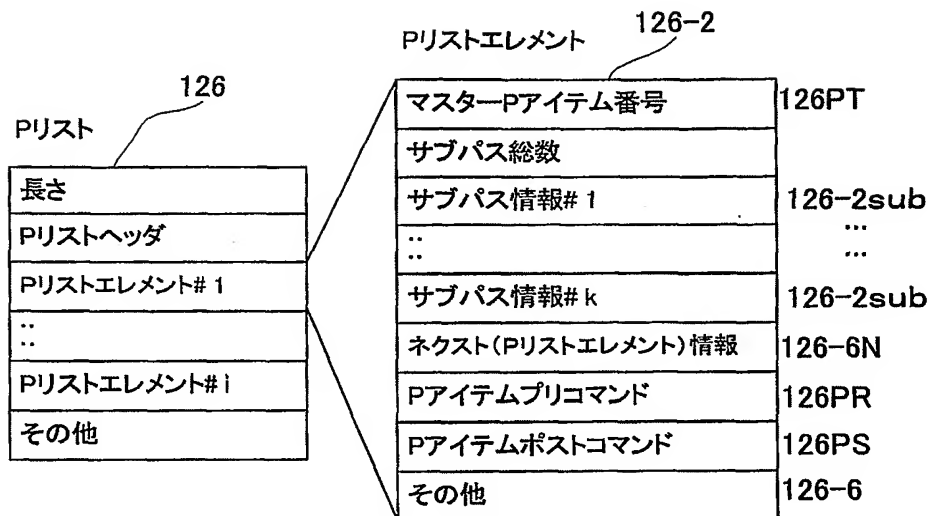 126
Pリスト
長さ
Pリストヘッダ
Pリストエレメント#1
::
Pリストエレメント#i
その他
126-2
Pリストエレメント
マスターPアイテム番号 126PT
サブパス総数
サブパス情報#1 126-2sub
:: …
…
サブパス情報#k 126-2sub
ネクスト(Pリストエレメント)情報 126-6N
Pアイテムプリコマンド 126PR
Pアイテムポストコマンド 126PS
その他 126-6